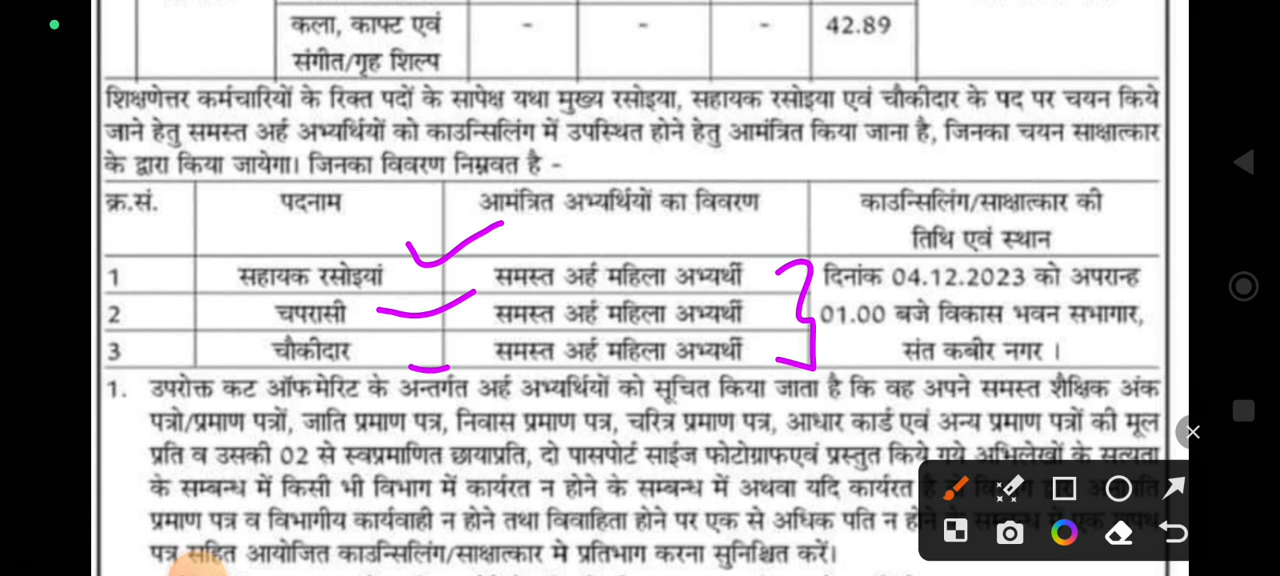 कला, काफ्ट एवं - - - 42.89
संगीत/गृह शिल्प
शिक्षणेत्तर कर्मचारियों के रिक्त पदों के सापेक्ष यथा मुख्य रसोइया, सहायक रसोइया एवं चौकीदार के पद पर चयन किये
जाने हेतु समस्त अर्ह अभ्यर्थियों को काउन्सिलिंग में उपस्थित होने हेतु आमंत्रित किया जाना है, जिनका चयन साक्षात्कार
के द्वारा किया जायेगा। जिनका विवरण निम्नवत है -
क्र.सं. पदनाम आमंत्रित अभ्यर्थियों का विवरण काउन्सिलिंग/साक्षात्कार की
तिथि एवं स्थान
1 सहायक रसोइयां समस्त अर्ह महिला अभ्यर्थी दिनांक 04.12.2023 को अपरान्ह
2 चपरासी समस्त अर्ह महिला अभ्यर्थी 01.00 बजे विकास भवन सभागार,
3 चौकीदार समस्त अर्ह महिला अभ्यर्थी संत कबीर नगर ।
1. उपरोक्त कट ऑफमेरिट के अन्तर्गत अर्ह अभ्यर्थियों को सूचित किया जाता है कि वह अपने समस्त शैक्षिक अंक
पत्रो/प्रमाण पत्रों, जाति प्रमाण पत्र, निवास प्रमाण पत्र, चरित्र प्रमाण पत्र, आधार कार्ड एवं अन्य प्रमाण पत्रों की मूल
प्रति व उसकी 02 से स्वप्रमाणित छायाप्रति, दो पासपोर्ट साईज फोटोग्राफएवं प्रस्तुत किये गये अभिलेखों के सत्यता
के सम्बन्ध में किसी भी विभाग में कार्यरत न होने के सम्बन्ध में अथवा यदि कार्यरत
प्रमाण पत्र व विभागीय कार्यवाही न होने तथा विवाहिता होने पर एक से अधिक पति न
पत्र सहित आयोजित काउन्सिलिंग/साक्षात्कार मे प्रतिभाग करना सुनिश्चित करें।